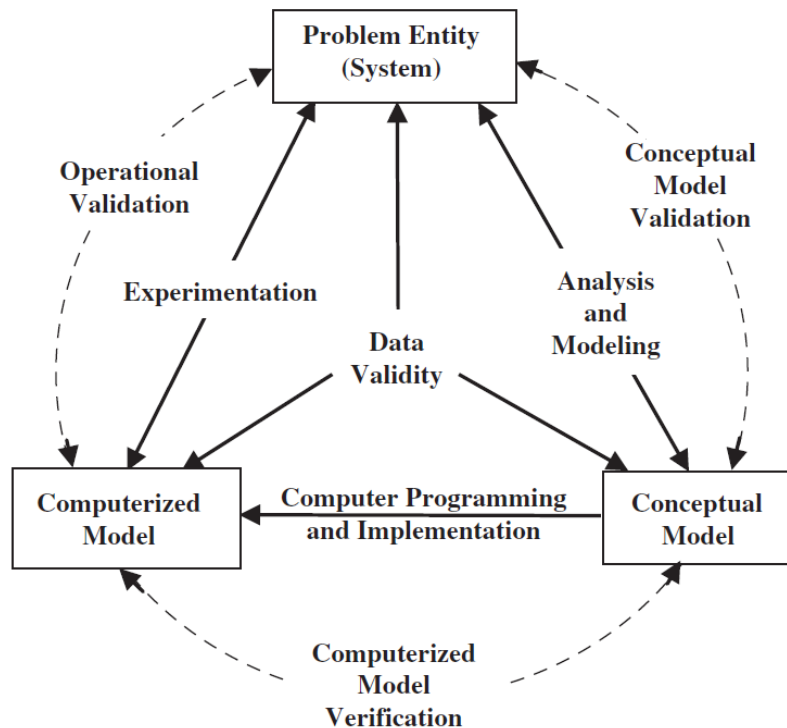 Problem Entity
(System)
Operational
Validation
Conceptual
Model
Validation
Experimentation
Analysis
and
Modeling
Data
Validity
Computerized
Model
Computer Programming
and Implementation
Conceptual
Model
Computerized
Model
Verification